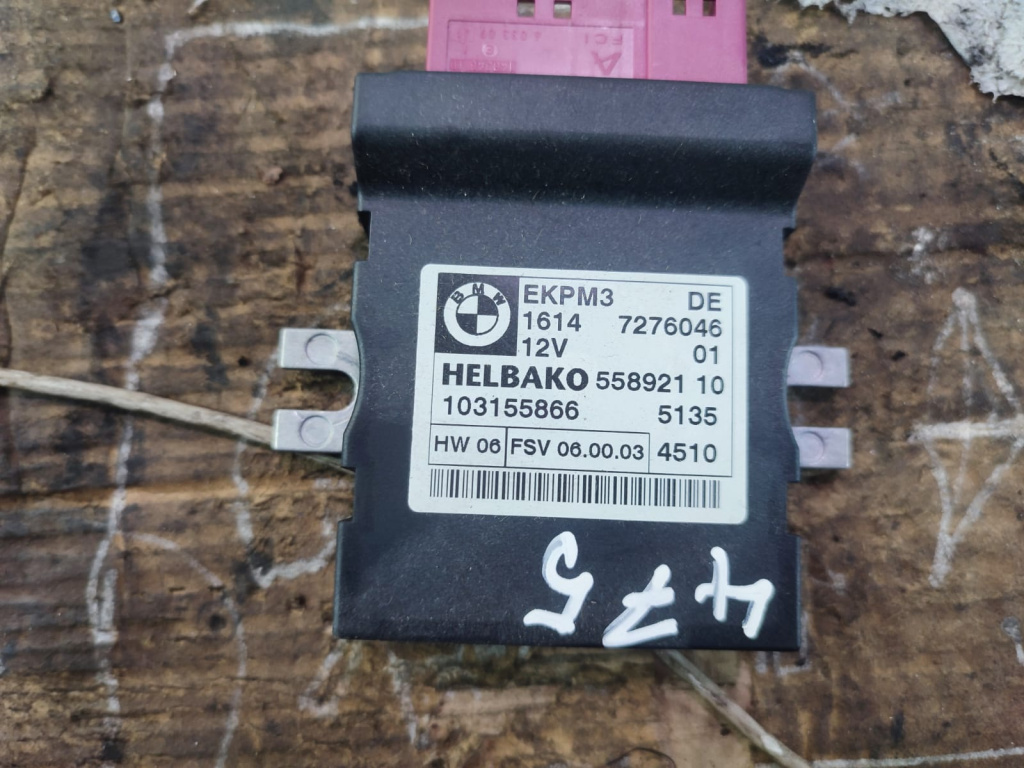 FCI
BMW
EKPM3 DE
1614 7276046
12V 01
HELBAKO 558921 10
103155866 5135
HW 06 FSV 06.00.03 4510
475